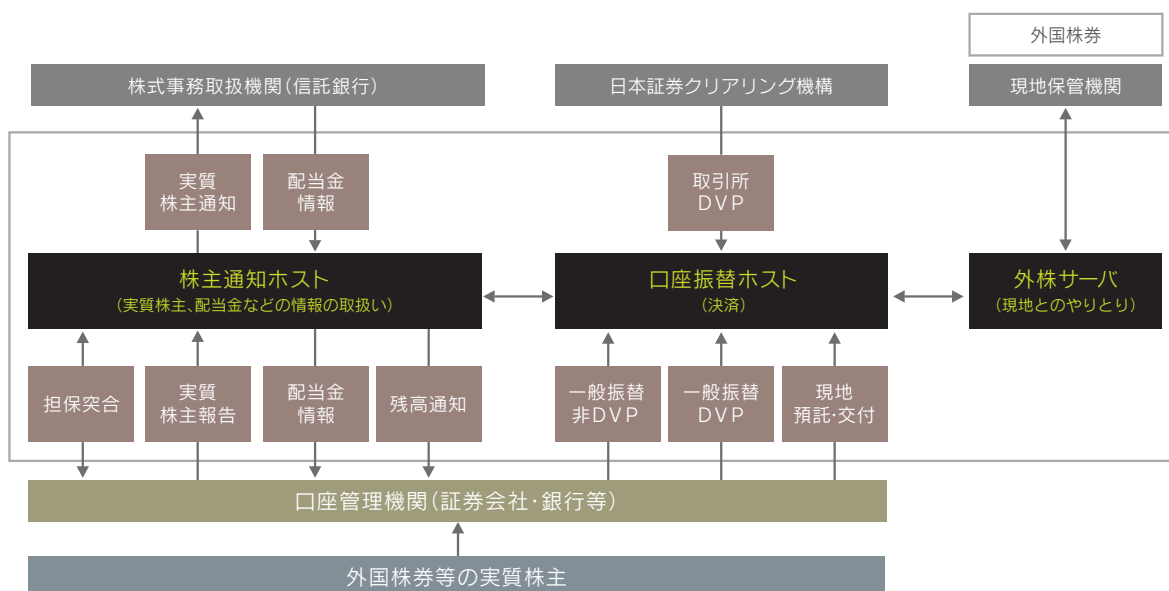 外国株券
株式事務取扱機関（信託銀行）
日本証券クリアリング機構
現地保管機関
実質
株主通知
配当金
情報
取引所
DVP
株主通知ホスト
（実質株主、配当金などの情報の取扱い）
口座振替ホスト
（決済）
外株サーバ
（現地とのやりとり）
担保突合
実質
株主報告
配当金
情報
残高通知
一般振替
非DVP
一般振替
DVP
現地
預託・交付
口座管理機関（証券会社・銀行等）
外国株券等の実質株主